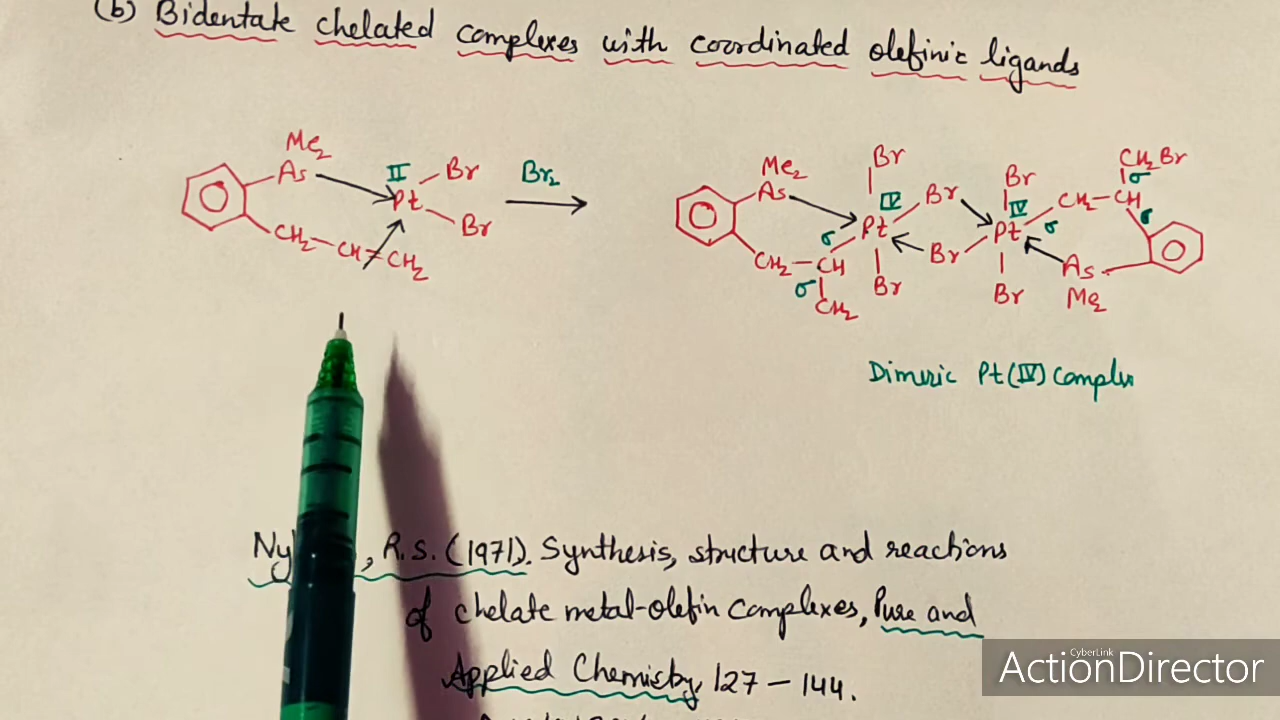 (b) Bidentate chelated complexes with coordinated olefinic ligands
Me2
As
II
Pt
Br
Br
CH2-CH=CH2
Br2
Me2
As
Br
IV
Pt
Br
Br
Br
σ
CH2-CH
σ
CH2
Br
IV
Pt
Br
σ
CH2-CH
CH2Br
σ
σ
As
Me2
Dimeric Pt(IV) Complex
R.S. (1971). Synthesis, structure and reactions
of chelate metal-olefin complexes, Pure and
Applied Chemistry, 127-144.
CyberLink
ActionDirector